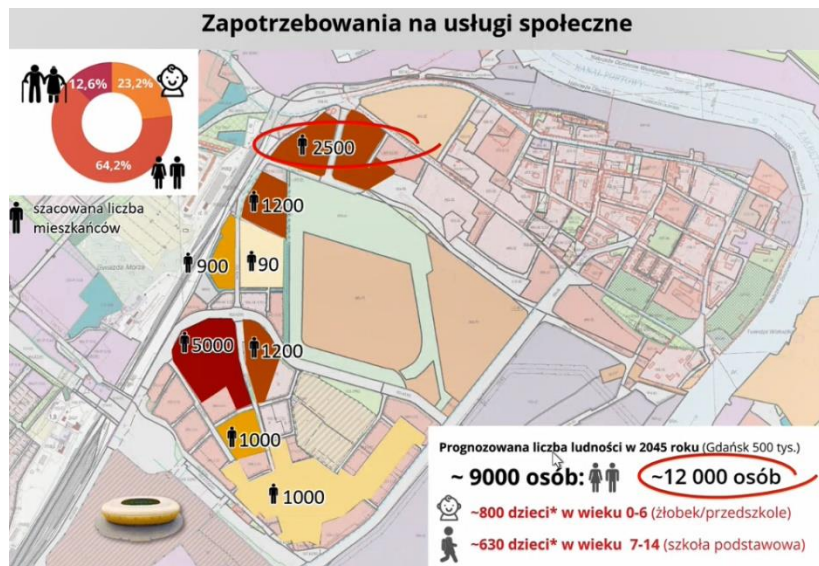 Zapotrzebowania na usługi społeczne
12,6%
23,2%
64,2%
szacowana liczba
mieszkańców
2500
1200
900
90
5000
1200
1000
1000
Prognozowana liczba ludności w 2045 roku (Gdańsk 500 tys.)
~ 9000 osób:
~12 000 osób
~800 dzieci* w wieku 0-6 (żłobek/przedszkole)
~630 dzieci* w wieku 7-14 (szkoła podstawowa)